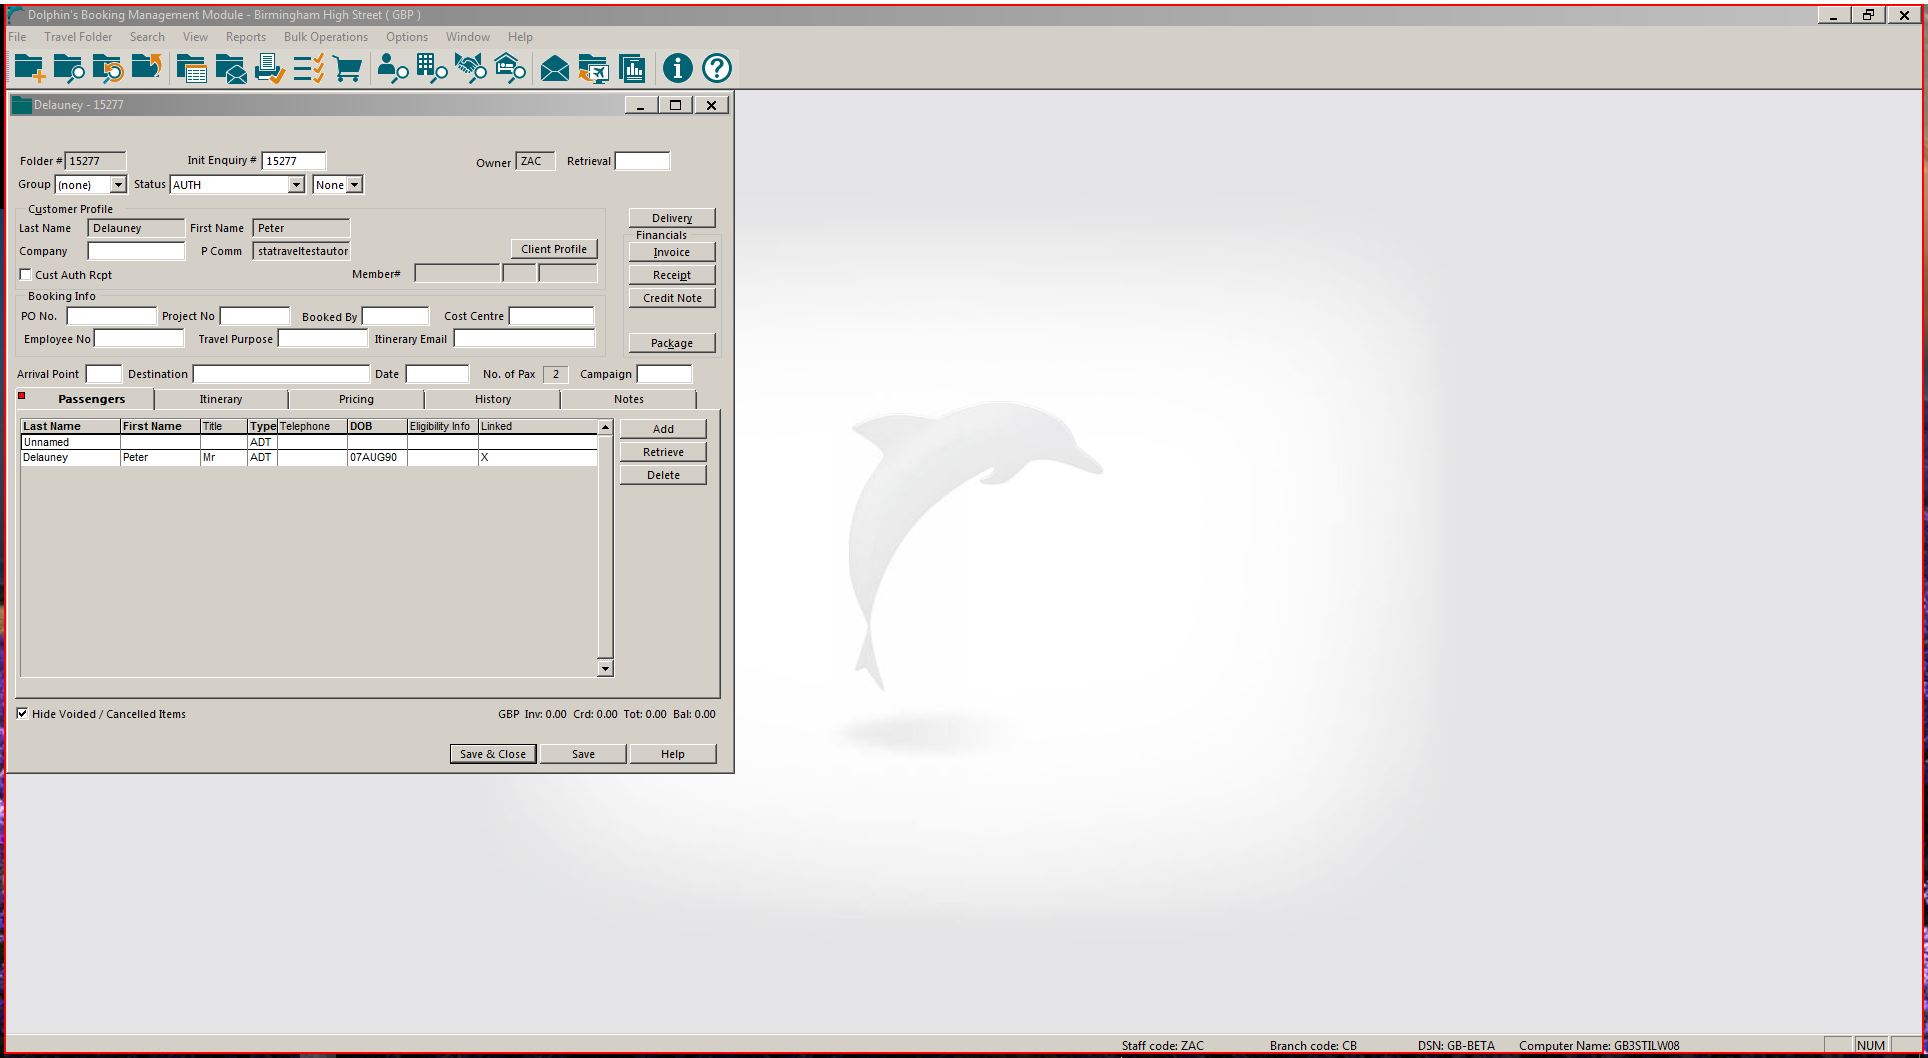 Dolphin's Booking Management Module - Birmingham High Street ( GBP )
File Travel Folder Search View Reports Bulk Operations Options Window Help
Delauney - 15277
Folder # 15277 Init Enquiry # 15277 Owner ZAC Retrieval
Group (none) Status AUTH None
Customer Profile
Last Name Delauney First Name Peter
Company P Comm statraveltestautor Client Profile
Cust Auth Rcpt Member#
Delivery
Financials
Invoice
Receipt
Credit Note
Package
Booking Info
PO No. Project No Booked By Cost Centre
Employee No Travel Purpose Itinerary Email
Arrival Point Destination Date No. of Pax 2 Campaign
Passengers Itinerary Pricing History Notes
Last Name First Name Title Type Telephone DOB Eligibility Info Linked
Unnamed ADT
Delauney Peter Mr ADT 07AUG90 X
Add
Retrieve
Delete
Hide Voided / Cancelled Items GBP Inv: 0.00 Crd: 0.00 Tot: 0.00 Bal: 0.00
Save & Close Save Help
Staff code: ZAC Branch code: CB DSN: GB-BETA Computer Name: GB3STILW08 NUM